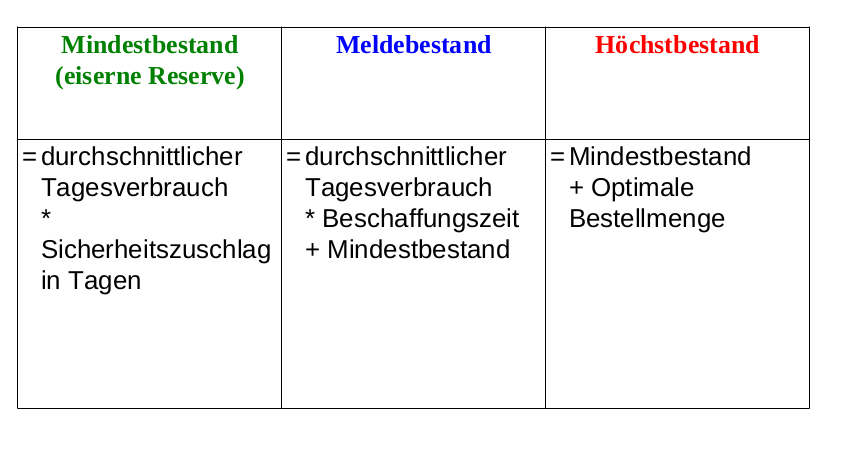 Mindestbestand
(eiserne Reserve)
Meldebestand
Höchstbestand
= durchschnittlicher
Tagesverbrauch
*
Sicherheitszuschlag
in Tagen
= durchschnittlicher
Tagesverbrauch
* Beschaffungszeit
+ Mindestbestand
= Mindestbestand
+ Optimale
Bestellmenge